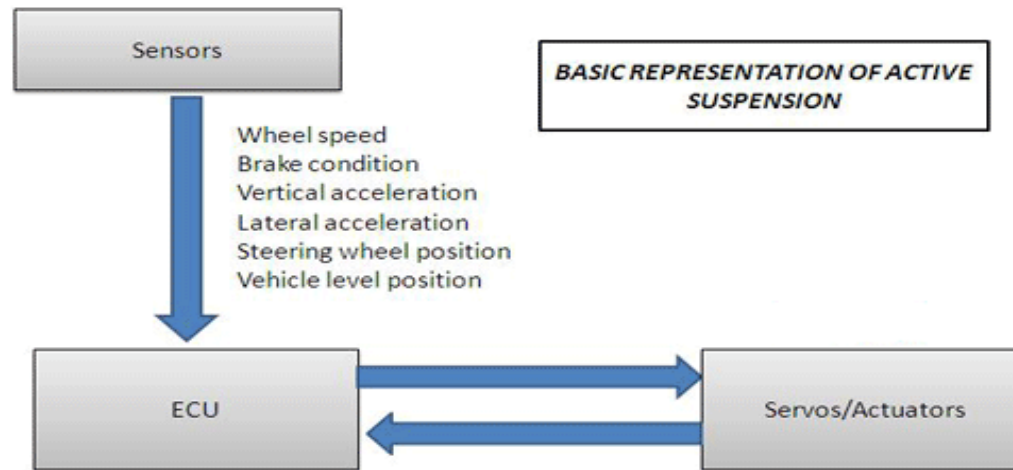 Sensors
BASIC REPRESENTATION OF ACTIVE
SUSPENSION
Wheel speed
Brake condition
Vertical acceleration
Lateral acceleration
Steering wheel position
Vehicle level position
ECU
Servos/Actuators